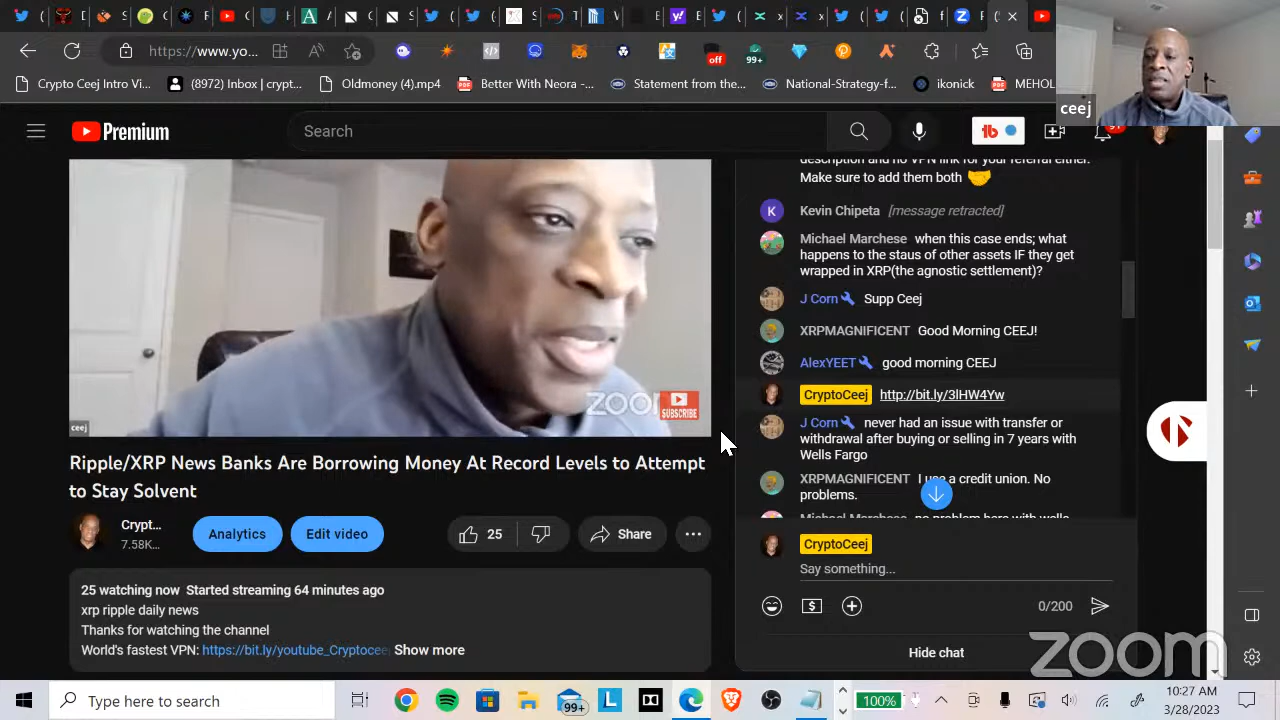 https://www.yo...
off
99+
Crypto Ceej Intro Vi...
(8972) Inbox | crypt...
Oldmoney (4).mp4
Letter With Neora -...
Statement from the...
National-Strategy-f...
ikonick
MEHOL
ceej
Premium
Search
description and no VPN link for your referral either.
Make sure to add them both
Kevin Chipeta [message retracted]
Michael Marchese when this case ends; what
happens to the staus of other assets IF they get
wrapped in XRP(the agnostic settlement)?
J Corn Supp Ceej
XRPMAGNIFICENT Good Morning CEEJ!
AlexYEET good morning CEEJ
CryptoCeej http://bit.ly/3lHW4Yw
J Corn never had an issue with transfer or
withdrawal after buying or selling in 7 years with
Wells Fargo
XRPMAGNIFICENT I use a credit union. No
problems.
zoom
SUBSCRIBE
ceej
Ripple/XRP News Banks Are Borrowing Money At Record Levels to Attempt
to Stay Solvent
Crypt...
7.58K...
Analytics
Edit video
25
Share
25 watching now Started streaming 64 minutes ago
xrp ripple daily news
Thanks for watching the channel
World's fastest VPN: https://bit.ly/youtube_Cryptocee Show more
CryptoCeej
Say something...
0/200
Hide chat
zoom
Type here to search
99+
100%
10:27 AM
3/28/2023